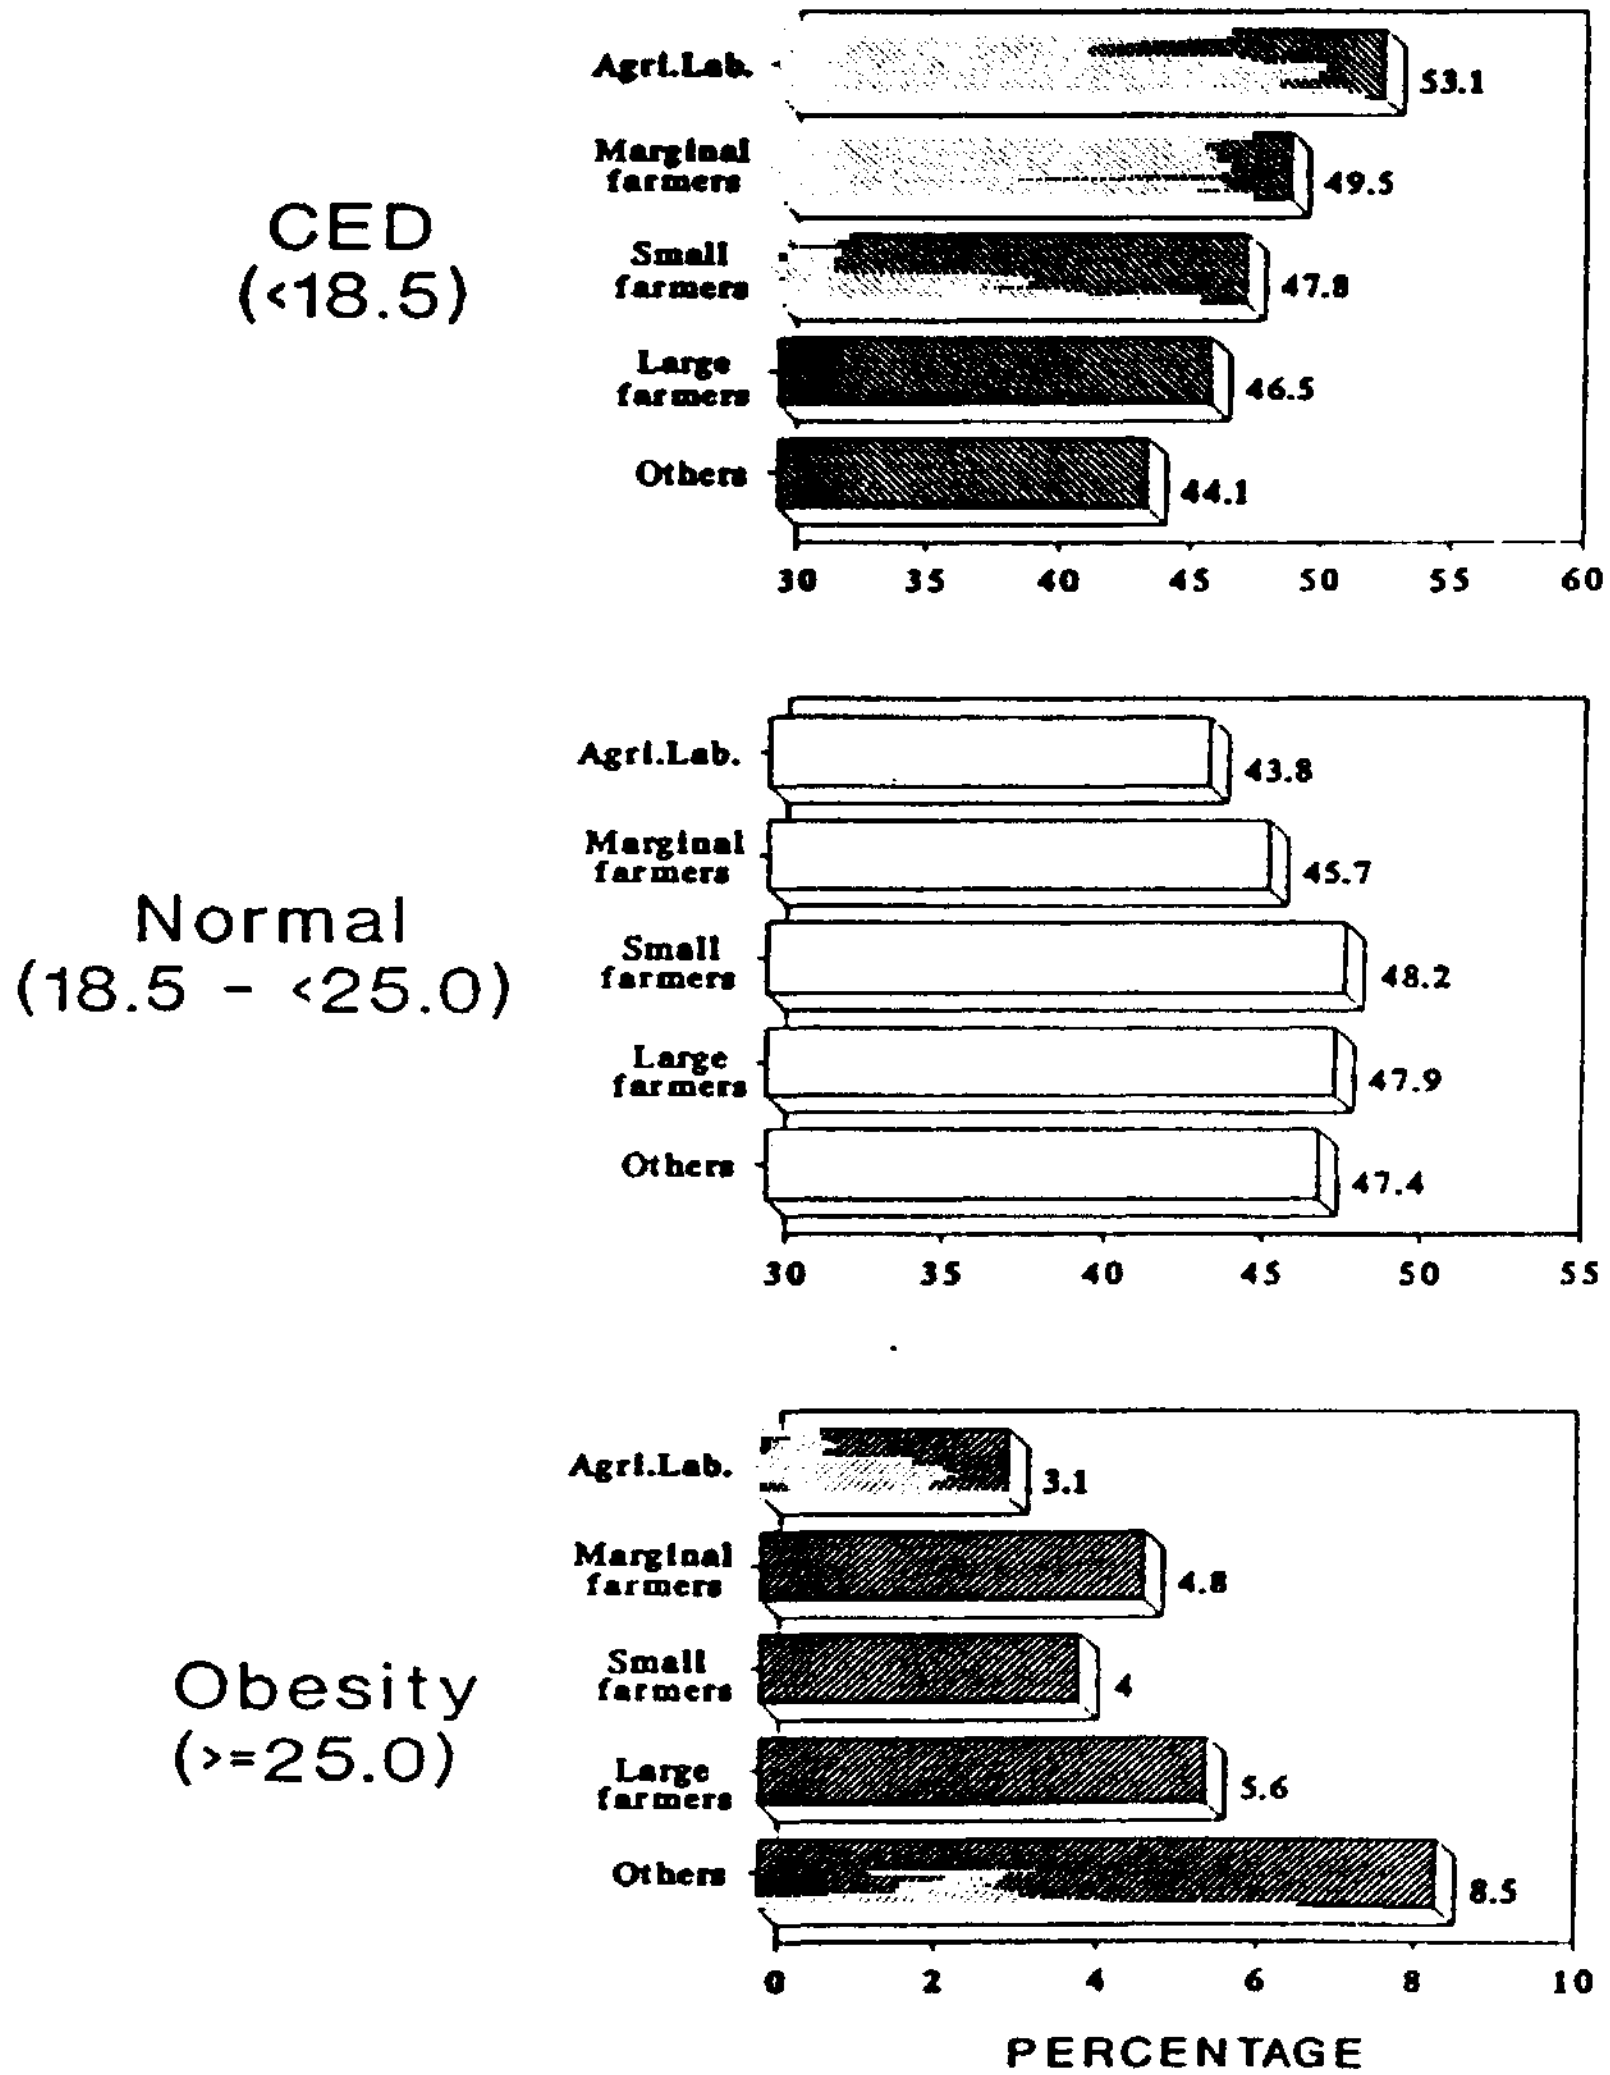 Agri.Lab.
53.1
Marginal
farmers
49.5
CED
(<18.5)
Small
farmers
47.8
Large
farmers
46.5
Others
44.1
30 35 40 45 50 55 60
Agri.Lab.
43.8
Marginal
farmers
45.7
Normal
(18.5 - <25.0)
Small
farmers
48.2
Large
farmers
47.9
Others
47.4
30 35 40 45 50 55
Agri.Lab.
3.1
Marginal
farmers
4.8
Obesity
(>=25.0)
Small
farmers
4
Large
farmers
5.6
Others
8.5
0 2 4 6 8 10
PERCENTAGE